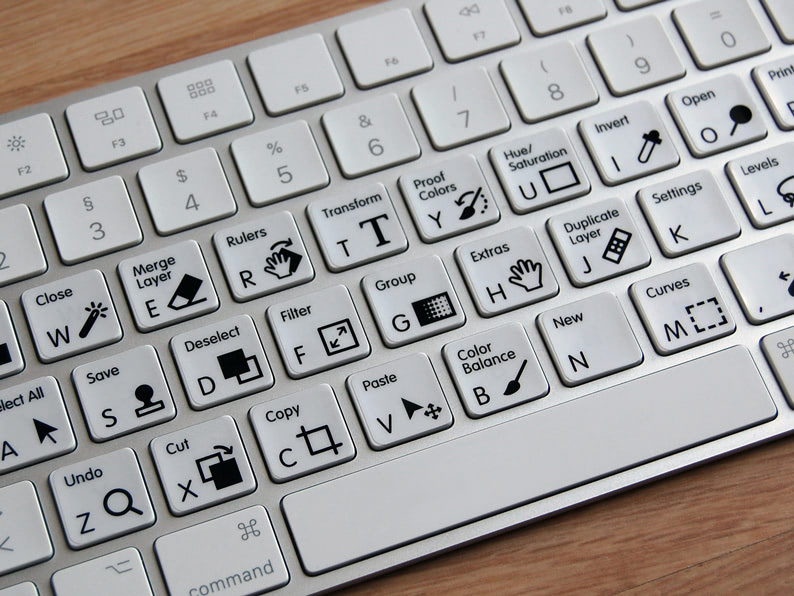 F2
F3
F4
F5
F6
F7
F8
2
§
3
$
4
%
5
&
6
/
7
(
8
)
9
=
0
Close
W
Merge
Layer
E
Rulers
R
Transform
T T
Proof
Colors
Y
Hue/
Saturation
U
Invert
I
Open
O
Print
Save
S
Deselect
D
Filter
F
Group
G
Extras
H
Duplicate
Layer
J
Settings
K
Levels
L
A
Undo
Z
Cut
X
Copy
C
Paste
V
Color
Balance
B
New
N
Curves
M
,
<
⌥
⌘
command
⌘